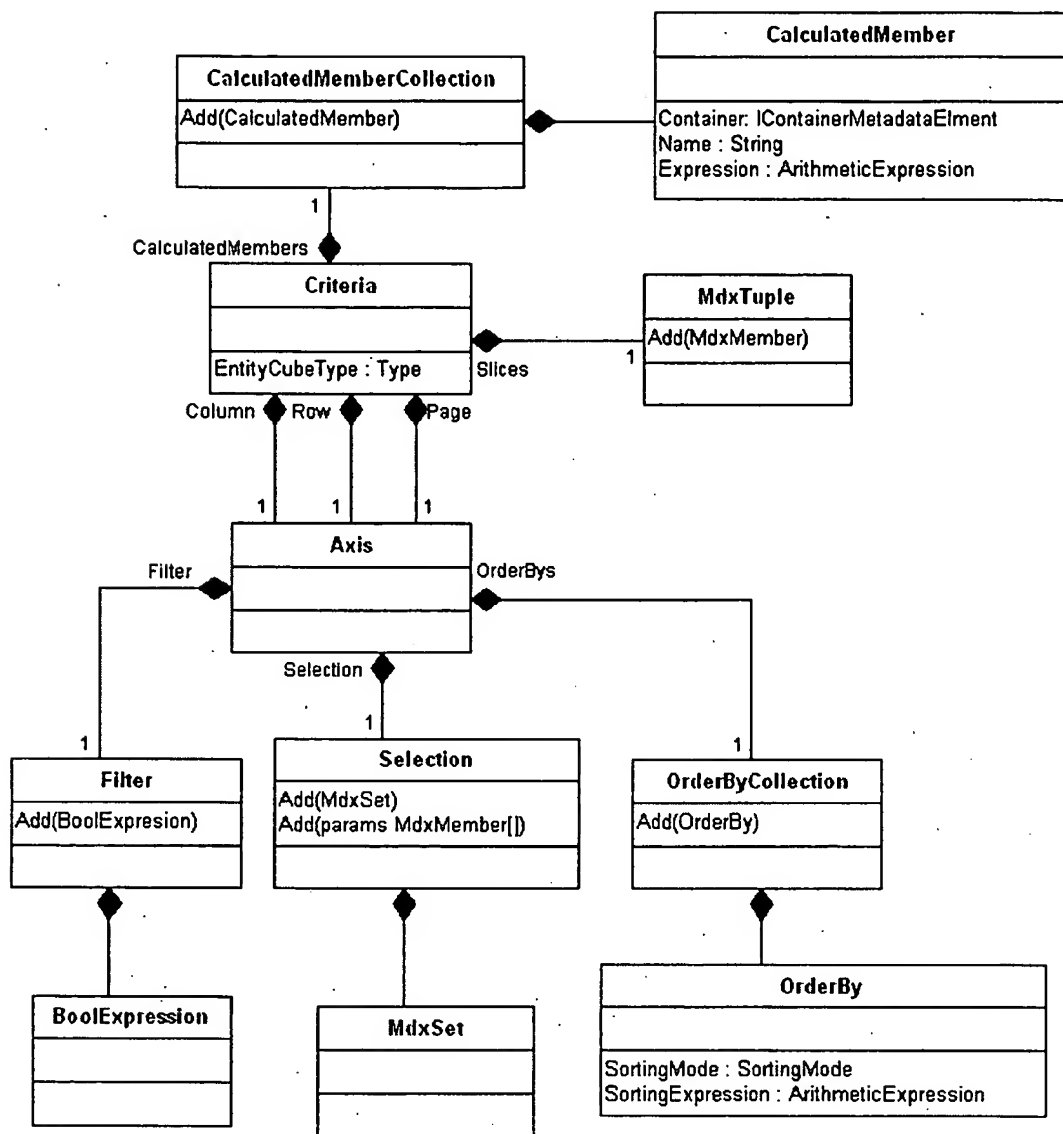 CalculatedMember
Container: IContainerMetadataElment
Name : String
Expression : ArithmeticExpression
CalculatedMemberCollection
Add(CalculatedMember)
1
CalculatedMembers
Criteria
EntityCubeType : Type
Slices
1
MdxTuple
Add(MdxMember)
Column
Row
Page
1
1
1
Axis
Filter
OrderBys
Selection
1
1
1
Filter
Add(BoolExpresion)
Selection
Add(MdxSet)
Add(params MdxMember[])
OrderByCollection
Add(OrderBy)
BoolExpression
MdxSet
OrderBy
SortingMode : SortingMode
SortingExpression : ArithmeticExpression